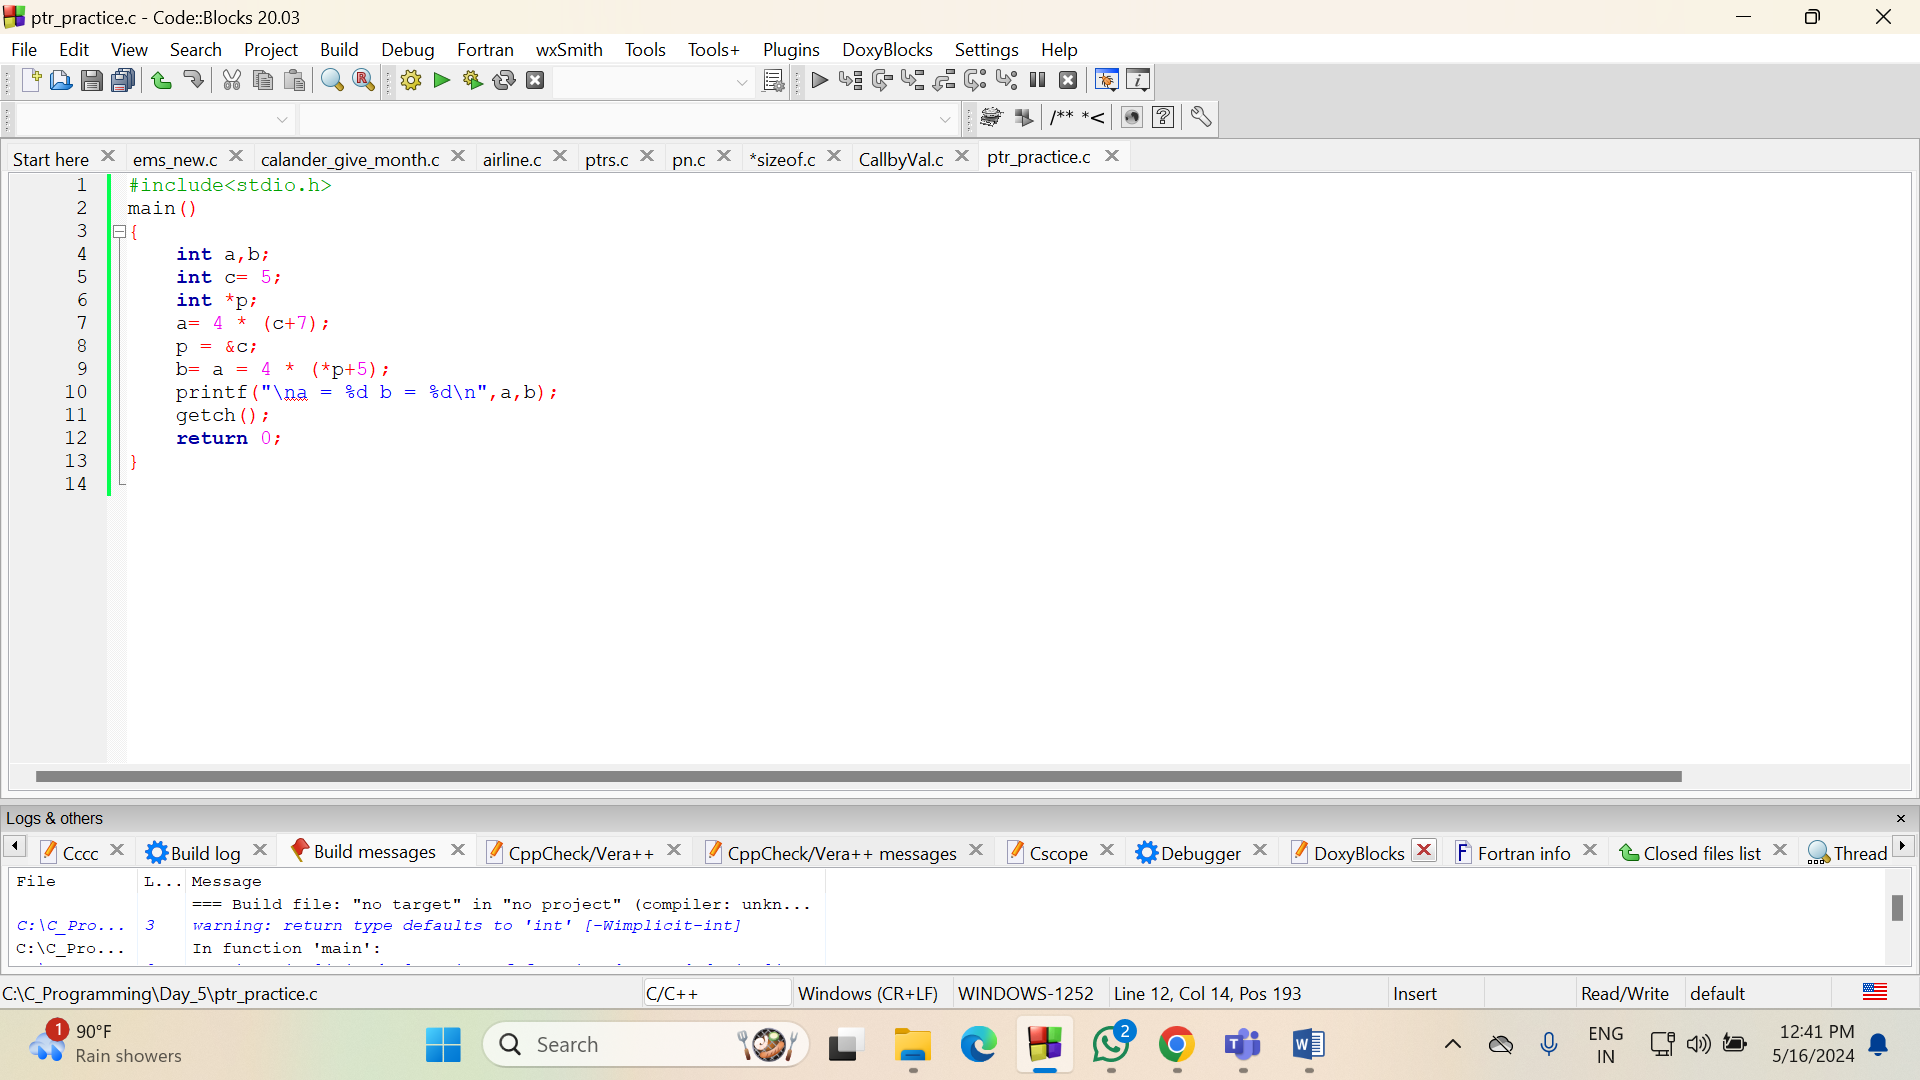 ptr_practice.c - Code::Blocks 20.03
File Edit View Search Project Build Debug Fortran wxSmith Tools Tools+ Plugins DoxyBlocks Settings Help
/** *<
Start here ems_new.c calander_give_month.c airline.c ptrs.c pn.c *sizeof.c CallbyVal.c ptr_practice.c
1 #include<stdio.h>
2 main()
3 {
4 int a,b;
5 int c= 5;
6 int *p;
7 a= 4 * (c+7);
8 p = &c;
9 b= a = 4 * (*p+5);
10 printf("\na = %d b = %d\n",a,b);
11 getch();
12 return 0;
13 }
14
Logs & others
Cccc Build log Build messages CppCheck/Vera++ CppCheck/Vera++ messages Cscope Debugger DoxyBlocks Fortran info Closed files list Thread
File L... Message
=== Build file: "no target" in "no project" (compiler: unkn...
C:\C_Pro... 3 warning: return type defaults to 'int' [-Wimplicit-int]
C:\C_Pro... In function 'main':
C:\C_Programming\Day_5\ptr_practice.c C/C++ Windows (CR+LF) WINDOWS-1252 Line 12, Col 14, Pos 193 Insert Read/Write default
1 90°F
Rain showers
Search
2
ENG
IN
12:41 PM
5/16/2024